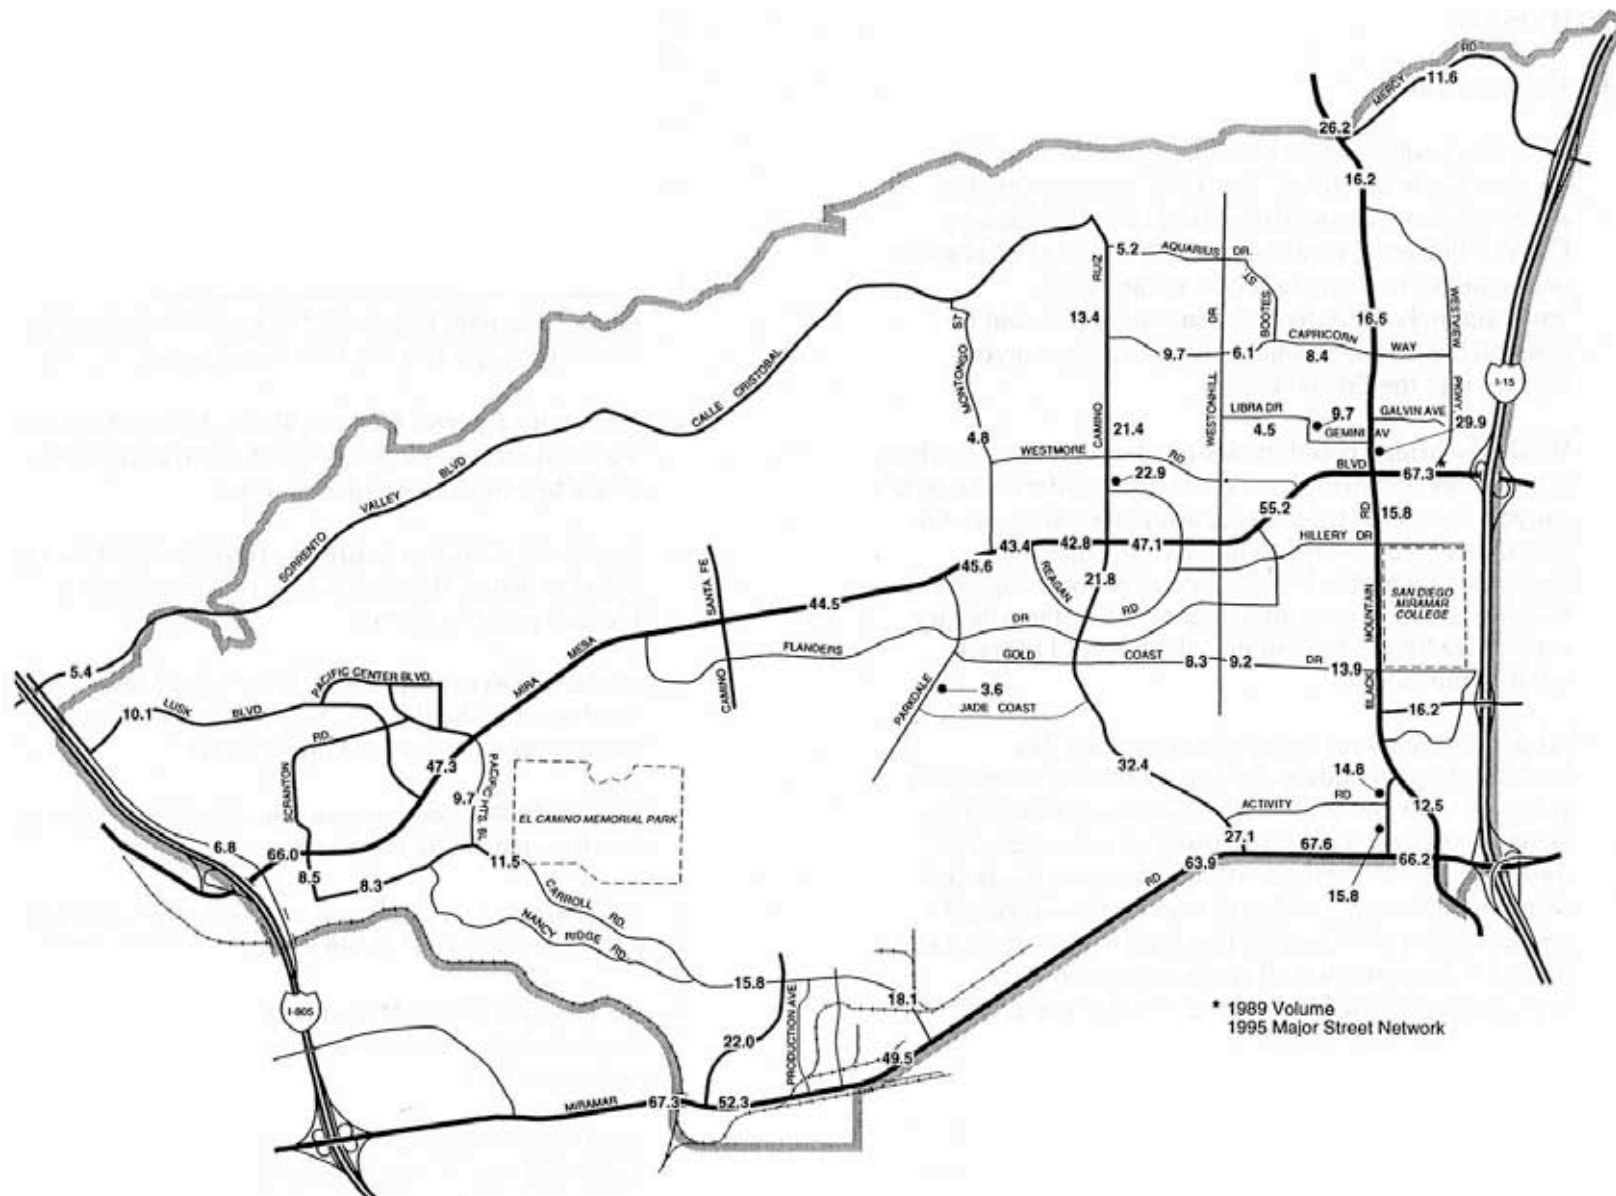 MERCY RD
11.6
26.2
16.2
5.2
AQUARIUS DR.
RUIZ
BOOTES ST
WESTERN
13.4
DR
16.5
CAPRICORN WAY
9.7
6.1
8.4
MONTONGO ST
CALLE CRISTOBAL
I-15
PONY
LIBRA DR
9.7
GALVIN AVE
4.5
GEMINI AV
29.9
WESTONHILL
CAMINO
21.4
4.8
WESTMORE RD
BLVD
67.3*
22.9
SORRENTO VALLEY BLVD.
55.2
RD
15.8
HILLERY DR
43.4
42.8
47.1
45.6
REAGAN RD
21.8
SANTA FE
44.5
SAN DIEGO
MIRAMAR
COLLEGE
MOUNTAIN
MIRA MESA
FLANDERS DR
GOLD COAST DR.
8.3
9.2
13.9
5.4
PACIFIC CENTER BLVD.
CAMINO
PARKDALE
3.6
BLACK
JADE COAST
16.2
10.1
LUSK BLVD.
SCRANTON RD.
47.3
PACIFIC HTS. BL.
32.4
14.8
9.7
ACTIVITY RD
12.5
EL CAMINO MEMORIAL PARK
27.1
67.6
6.8
66.0
63.9
66.2
11.5
8.5
8.3
RD
15.8
CARROLL RD.
NANCY RIDGE RD.
15.8
18.1
I-805
PRODUCTION AVE
* 1989 Volume
1995 Major Street Network
22.0
49.5
MIRAMAR
67.3
52.3